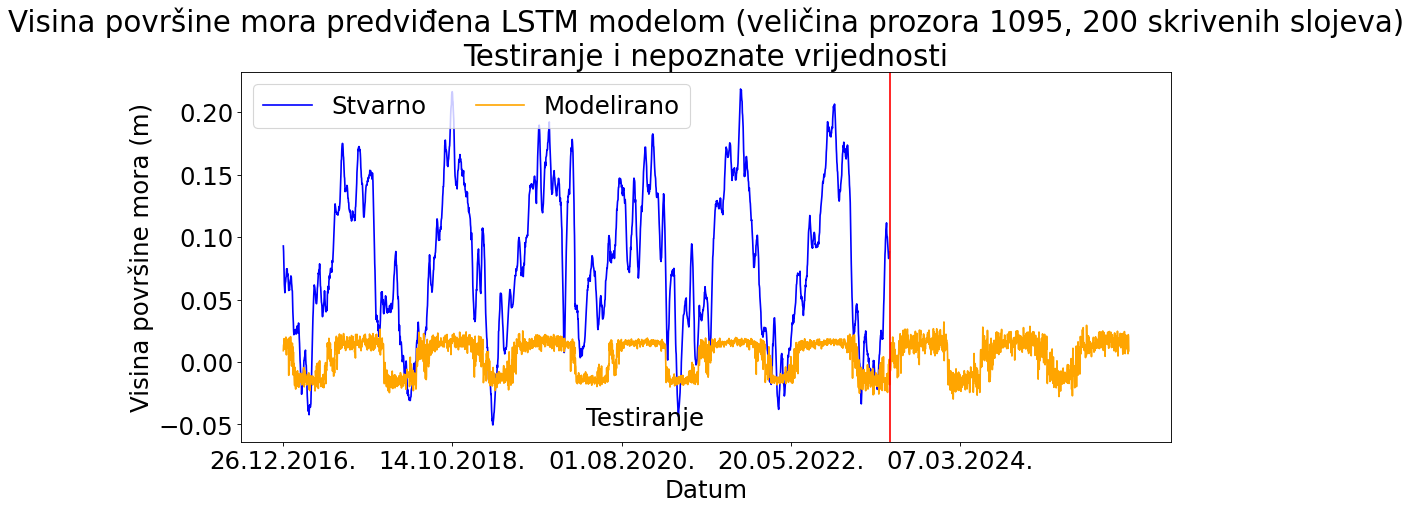 Visina površine mora predviđena LSTM modelom (veličina prozora 1095, 200 skrivenih slojeva)
Testiranje i nepoznate vrijednosti
Stvarno
Modelirano
Visina površine mora (m)
0.20
0.15
0.10
0.05
0.00
−0.05
Testiranje
26.12.2016.
14.10.2018.
01.08.2020.
20.05.2022.
07.03.2024.
Datum